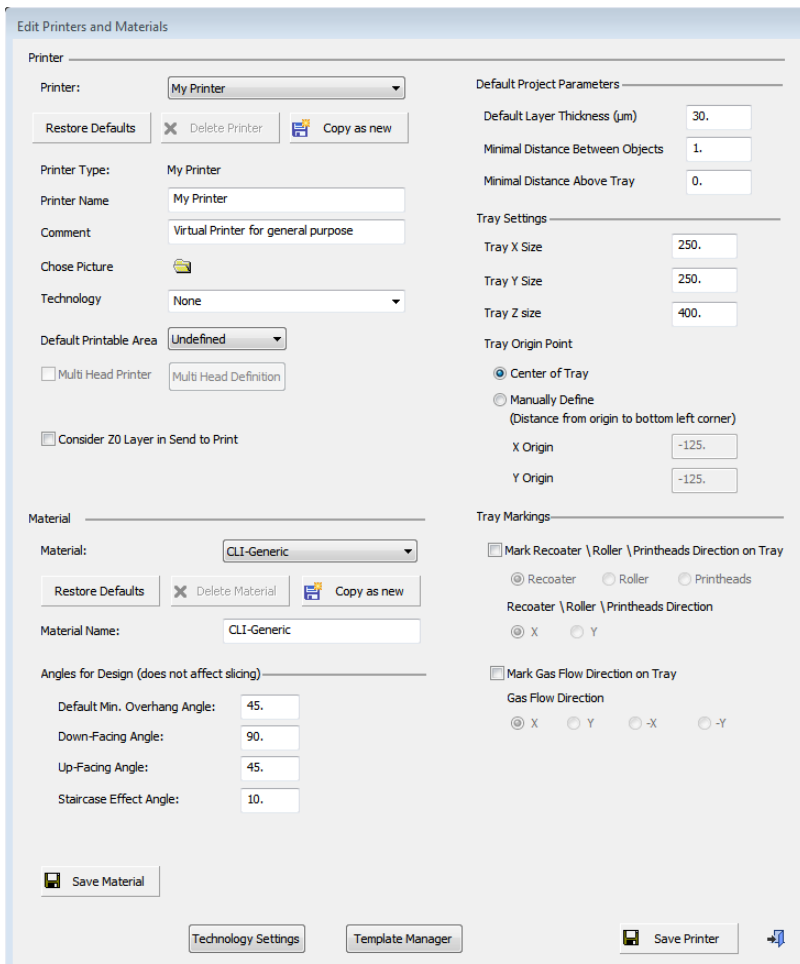 Edit Printers and Materials
Printer
Printer:
My Printer
Restore Defaults
Delete Printer
Copy as new
Printer Type:
My Printer
Printer Name
My Printer
Comment
Virtual Printer for general purpose
Chose Picture
Technology
None
Default Printable Area
Undefined
Multi Head Printer
Multi Head Definition
Consider Z0 Layer in Send to Print
Material
Material:
CLI-Generic
Restore Defaults
Delete Material
Copy as new
Material Name:
CLI-Generic
Angles for Design (does not affect slicing)
Default Min. Overhang Angle:
45.
Down-Facing Angle:
90.
Up-Facing Angle:
45.
Staircase Effect Angle:
10.
Save Material
Default Project Parameters
Default Layer Thickness (µm)
30.
Minimal Distance Between Objects
1.
Minimal Distance Above Tray
0.
Tray Settings
Tray X Size
250.
Tray Y Size
250.
Tray Z size
400.
Tray Origin Point
Center of Tray
Manually Define
(Distance from origin to bottom left corner)
X Origin
-125.
Y Origin
-125.
Tray Markings
Mark Recoater \ Roller \ Printheads Direction on Tray
Recoater
Roller
Printheads
Recoater \ Roller \ Printheads Direction
X
Y
Mark Gas Flow Direction on Tray
Gas Flow Direction
X
Y
-X
-Y
Technology Settings
Template Manager
Save Printer